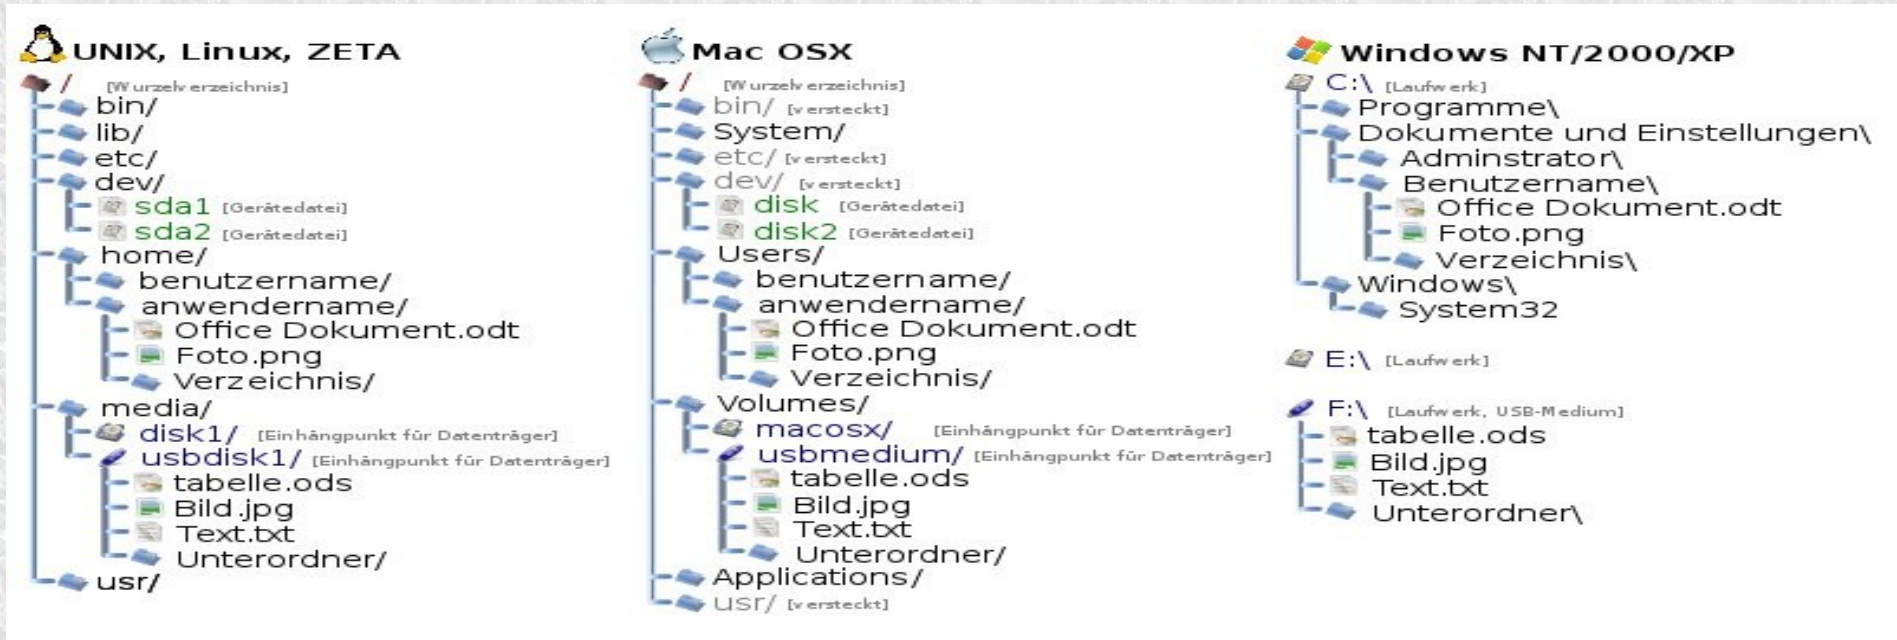 UNIX, Linux, ZETA
/ [Wurzelverzeichnis]
bin/
lib/
etc/
dev/
sda1 [Gerätedatei]
sda2 [Gerätedatei]
home/
benutzername/
anwendername/
Office Dokument.odt
Foto.png
Verzeichnis/
media/
disk1/ [Einhängpunkt für Datenträger]
usbdisk1/ [Einhängpunkt für Datenträger]
tabelle.ods
Bild.jpg
Text.txt
Unterordner/
usr/
Mac OSX
/ [Wurzelverzeichnis]
bin/ [versteckt]
System/
etc/ [versteckt]
dev/ [versteckt]
disk [Gerätedatei]
disk2 [Gerätedatei]
Users/
benutzername/
anwendername/
Office Dokument.odt
Foto.png
Verzeichnis/
Volumes/
macosx/ [Einhängpunkt für Datenträger]
usbmedium/ [Einhängpunkt für Datenträger]
tabelle.ods
Bild.jpg
Text.txt
Unterordner/
Applications/
usr/ [versteckt]
Windows NT/2000/XP
C:\ [Laufwerk]
Programme\
Dokumente und Einstellungen\
Adminstrator\
Benutzername\
Office Dokument.odt
Foto.png
Verzeichnis\
Windows\
System32
E:\ [Laufwerk]
F:\ [Laufwerk, USB-Medium]
tabelle.ods
Bild.jpg
Text.txt
Unterordner\